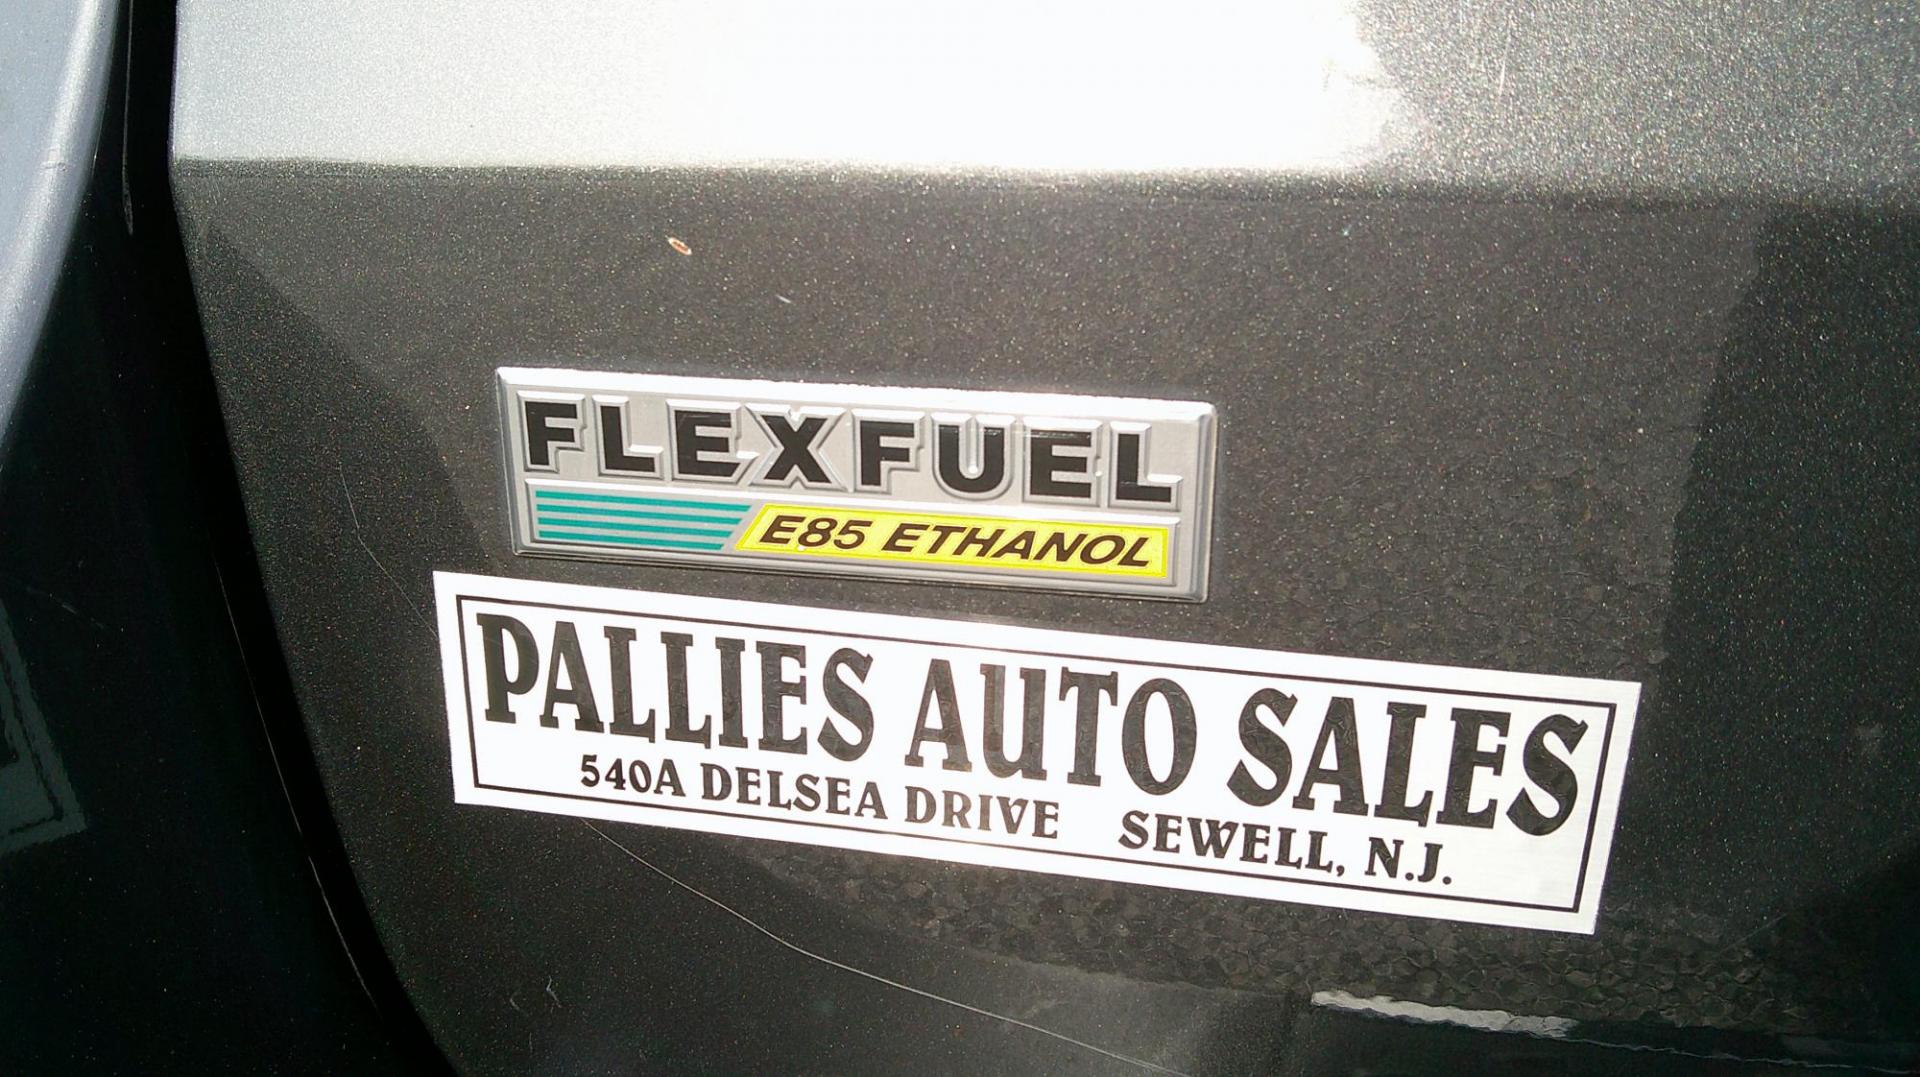 FLEXFUEL
E85 ETHANOL
PALLIES AUTO SALES
540A DELSEA DRIVE SEWELL, N.J.